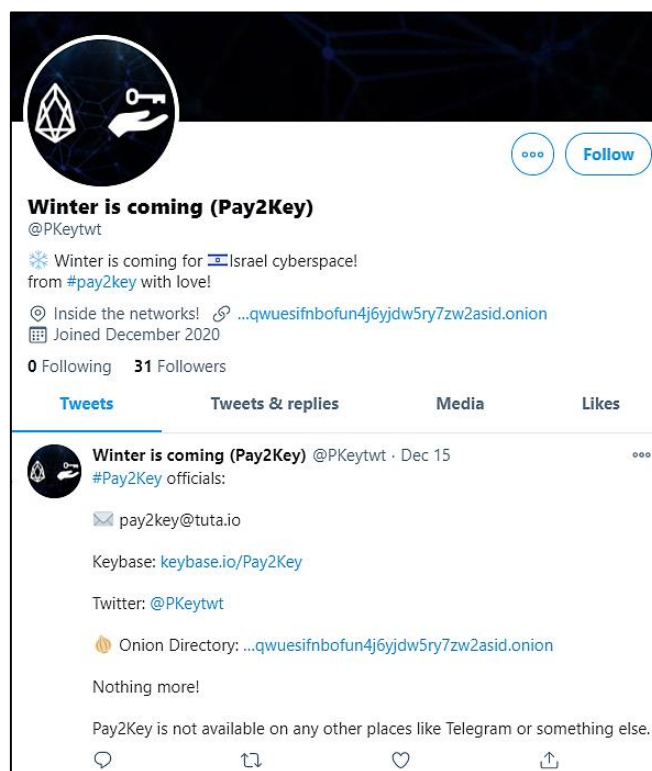 Follow
Winter is coming (Pay2Key)
@PKeytwt
Winter is coming for 🇮🇱Israel cyberspace!
from #pay2key with love!
Inside the networks! ...qwuesifnbofun4j6yjdw5ry7zw2asid.onion
Joined December 2020
0 Following 31 Followers
Tweets Tweets & replies Media Likes
Winter is coming (Pay2Key) @PKeytwt · Dec 15
#Pay2Key officials:
pay2key@tuta.io
Keybase: keybase.io/Pay2Key
Twitter: @PKeytwt
Onion Directory: ...qwuesifnbofun4j6yjdw5ry7zw2asid.onion
Nothing more!
Pay2Key is not available on any other places like Telegram or something else.